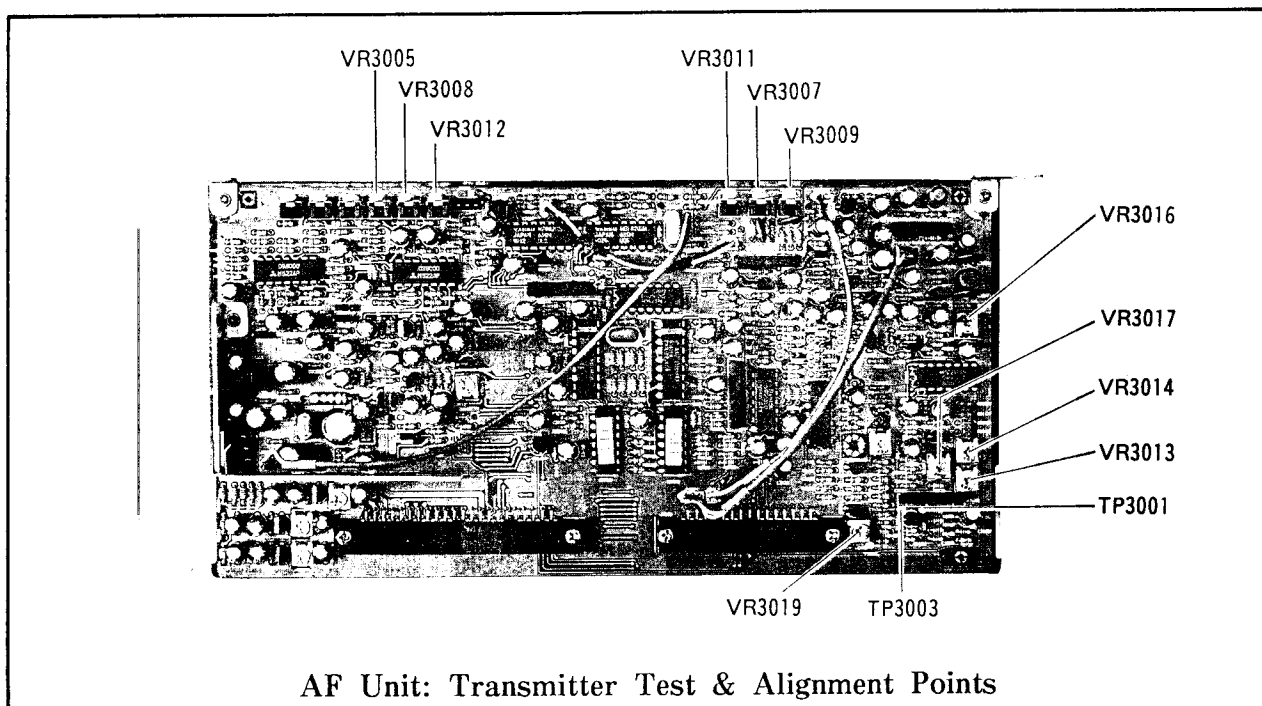 VR3005
VR3008
VR3012
VR3011
VR3007
VR3009
VR3016
VR3017
VR3014
VR3013
TP3001
VR3019
TP3003
AF Unit: Transmitter Test & Alignment Points